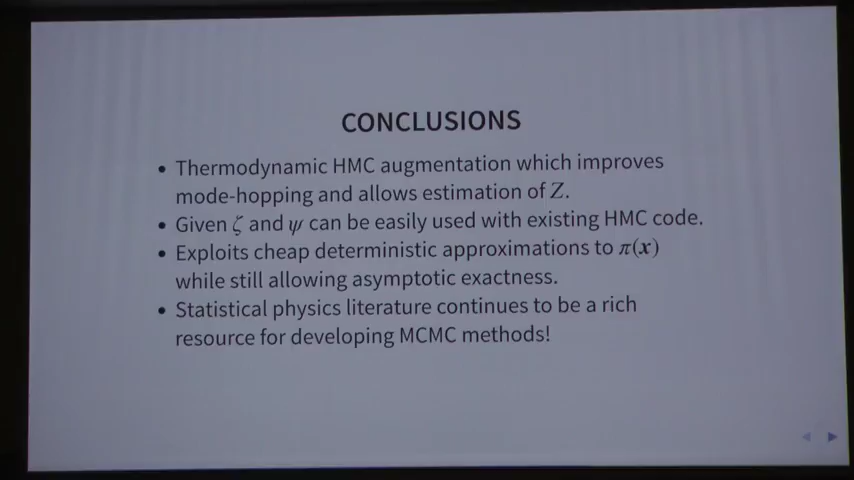 CONCLUSIONS
• Thermodynamic HMC augmentation which improves
mode-hopping and allows estimation of Z.
• Given ζ and ψ can be easily used with existing HMC code.
• Exploits cheap deterministic approximations to π(x)
while still allowing asymptotic exactness.
• Statistical physics literature continues to be a rich
resource for developing MCMC methods!